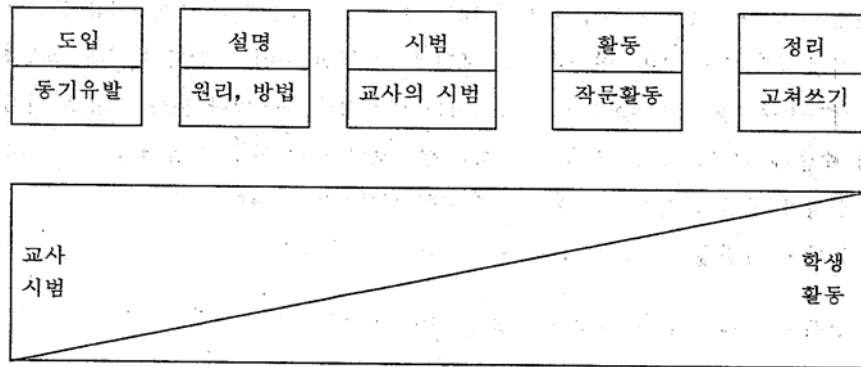 도입 설명 시범 활동 정리
동기유발 원리, 방법 교사의 시범 작문활동 고쳐쓰기
교사
시범
학생
활동